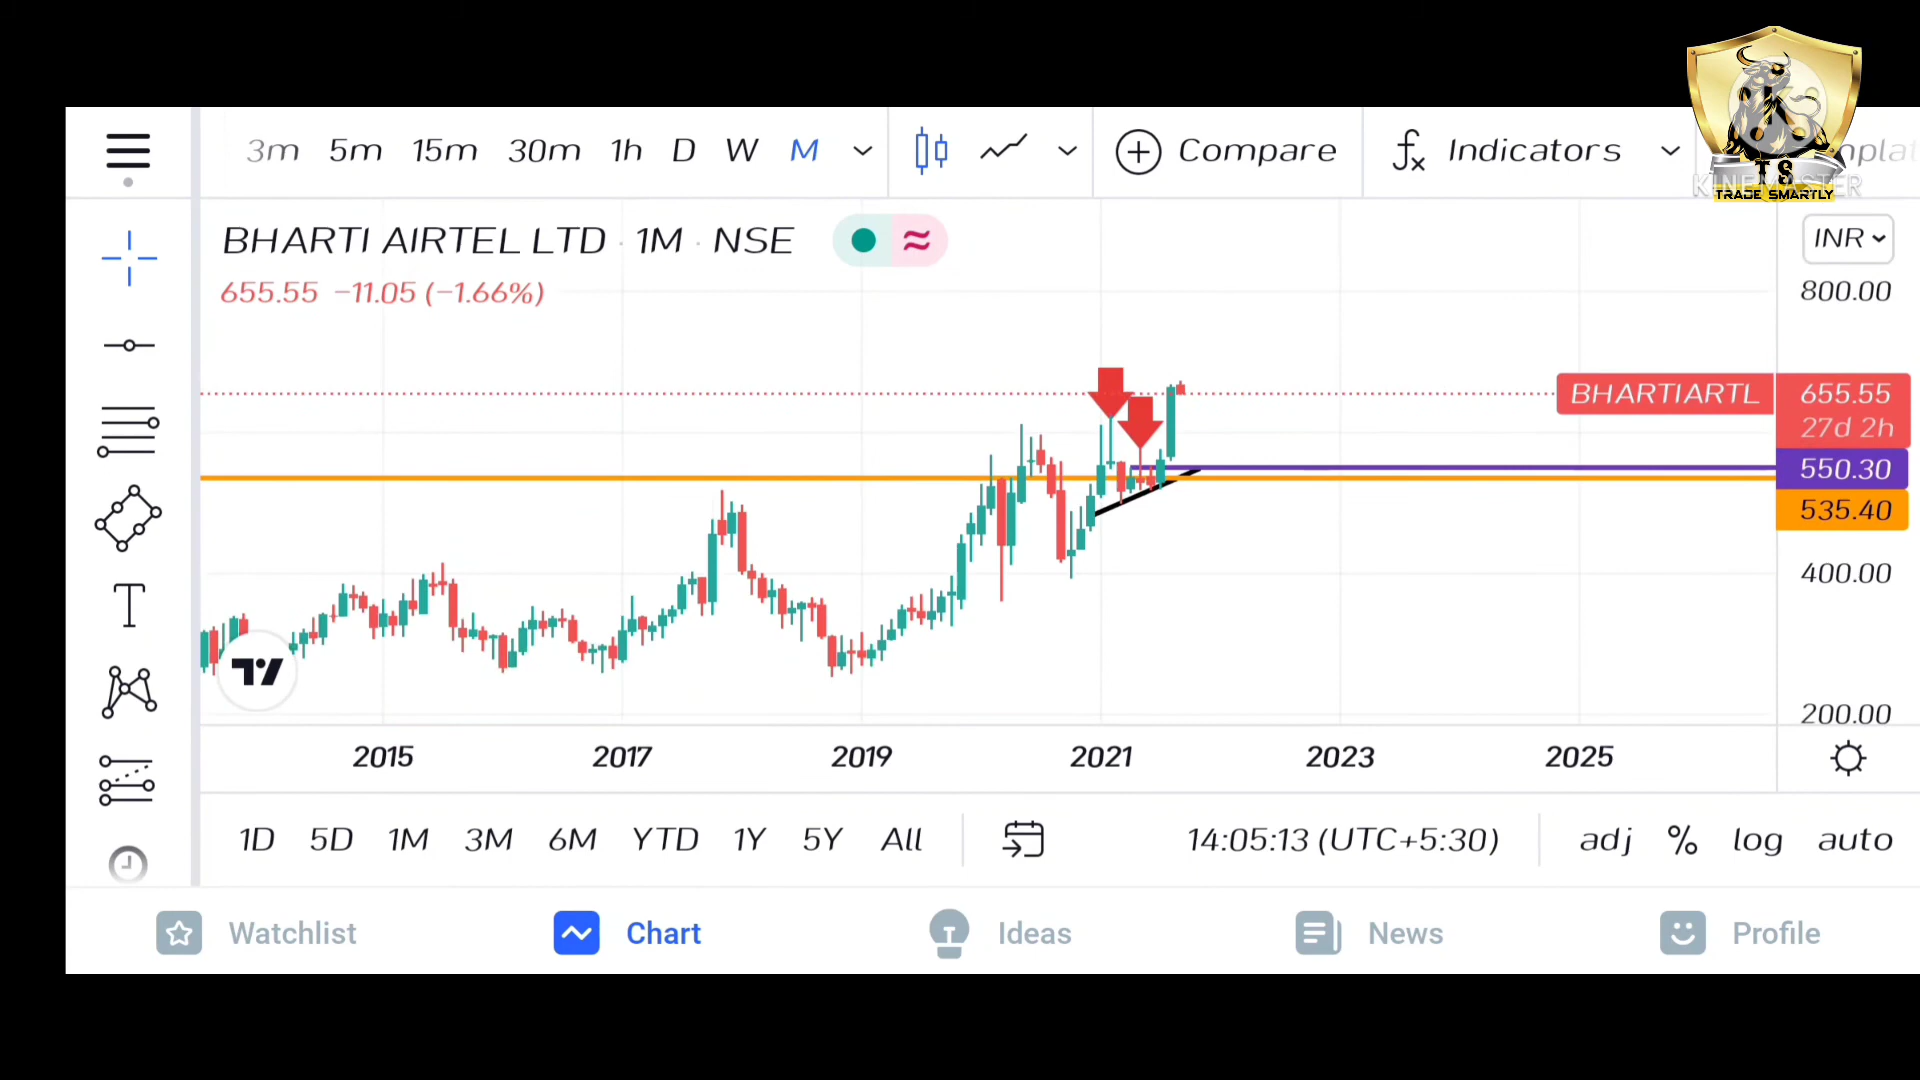 3m 5m 15m 30m 1h D W M Compare Indicators
KINEMASTER
TS
TRADE SMARTLY
BHARTI AIRTEL LTD · 1M · NSE
INR
655.55 −11.05 (−1.66%)
800.00
BHARTIARTL 655.55
27d 2h
550.30
535.40
400.00
200.00
2015 2017 2019 2021 2023 2025
1D 5D 1M 3M 6M YTD 1Y 5Y All 14:05:13 (UTC+5:30) adj % log auto
Watchlist Chart Ideas News Profile